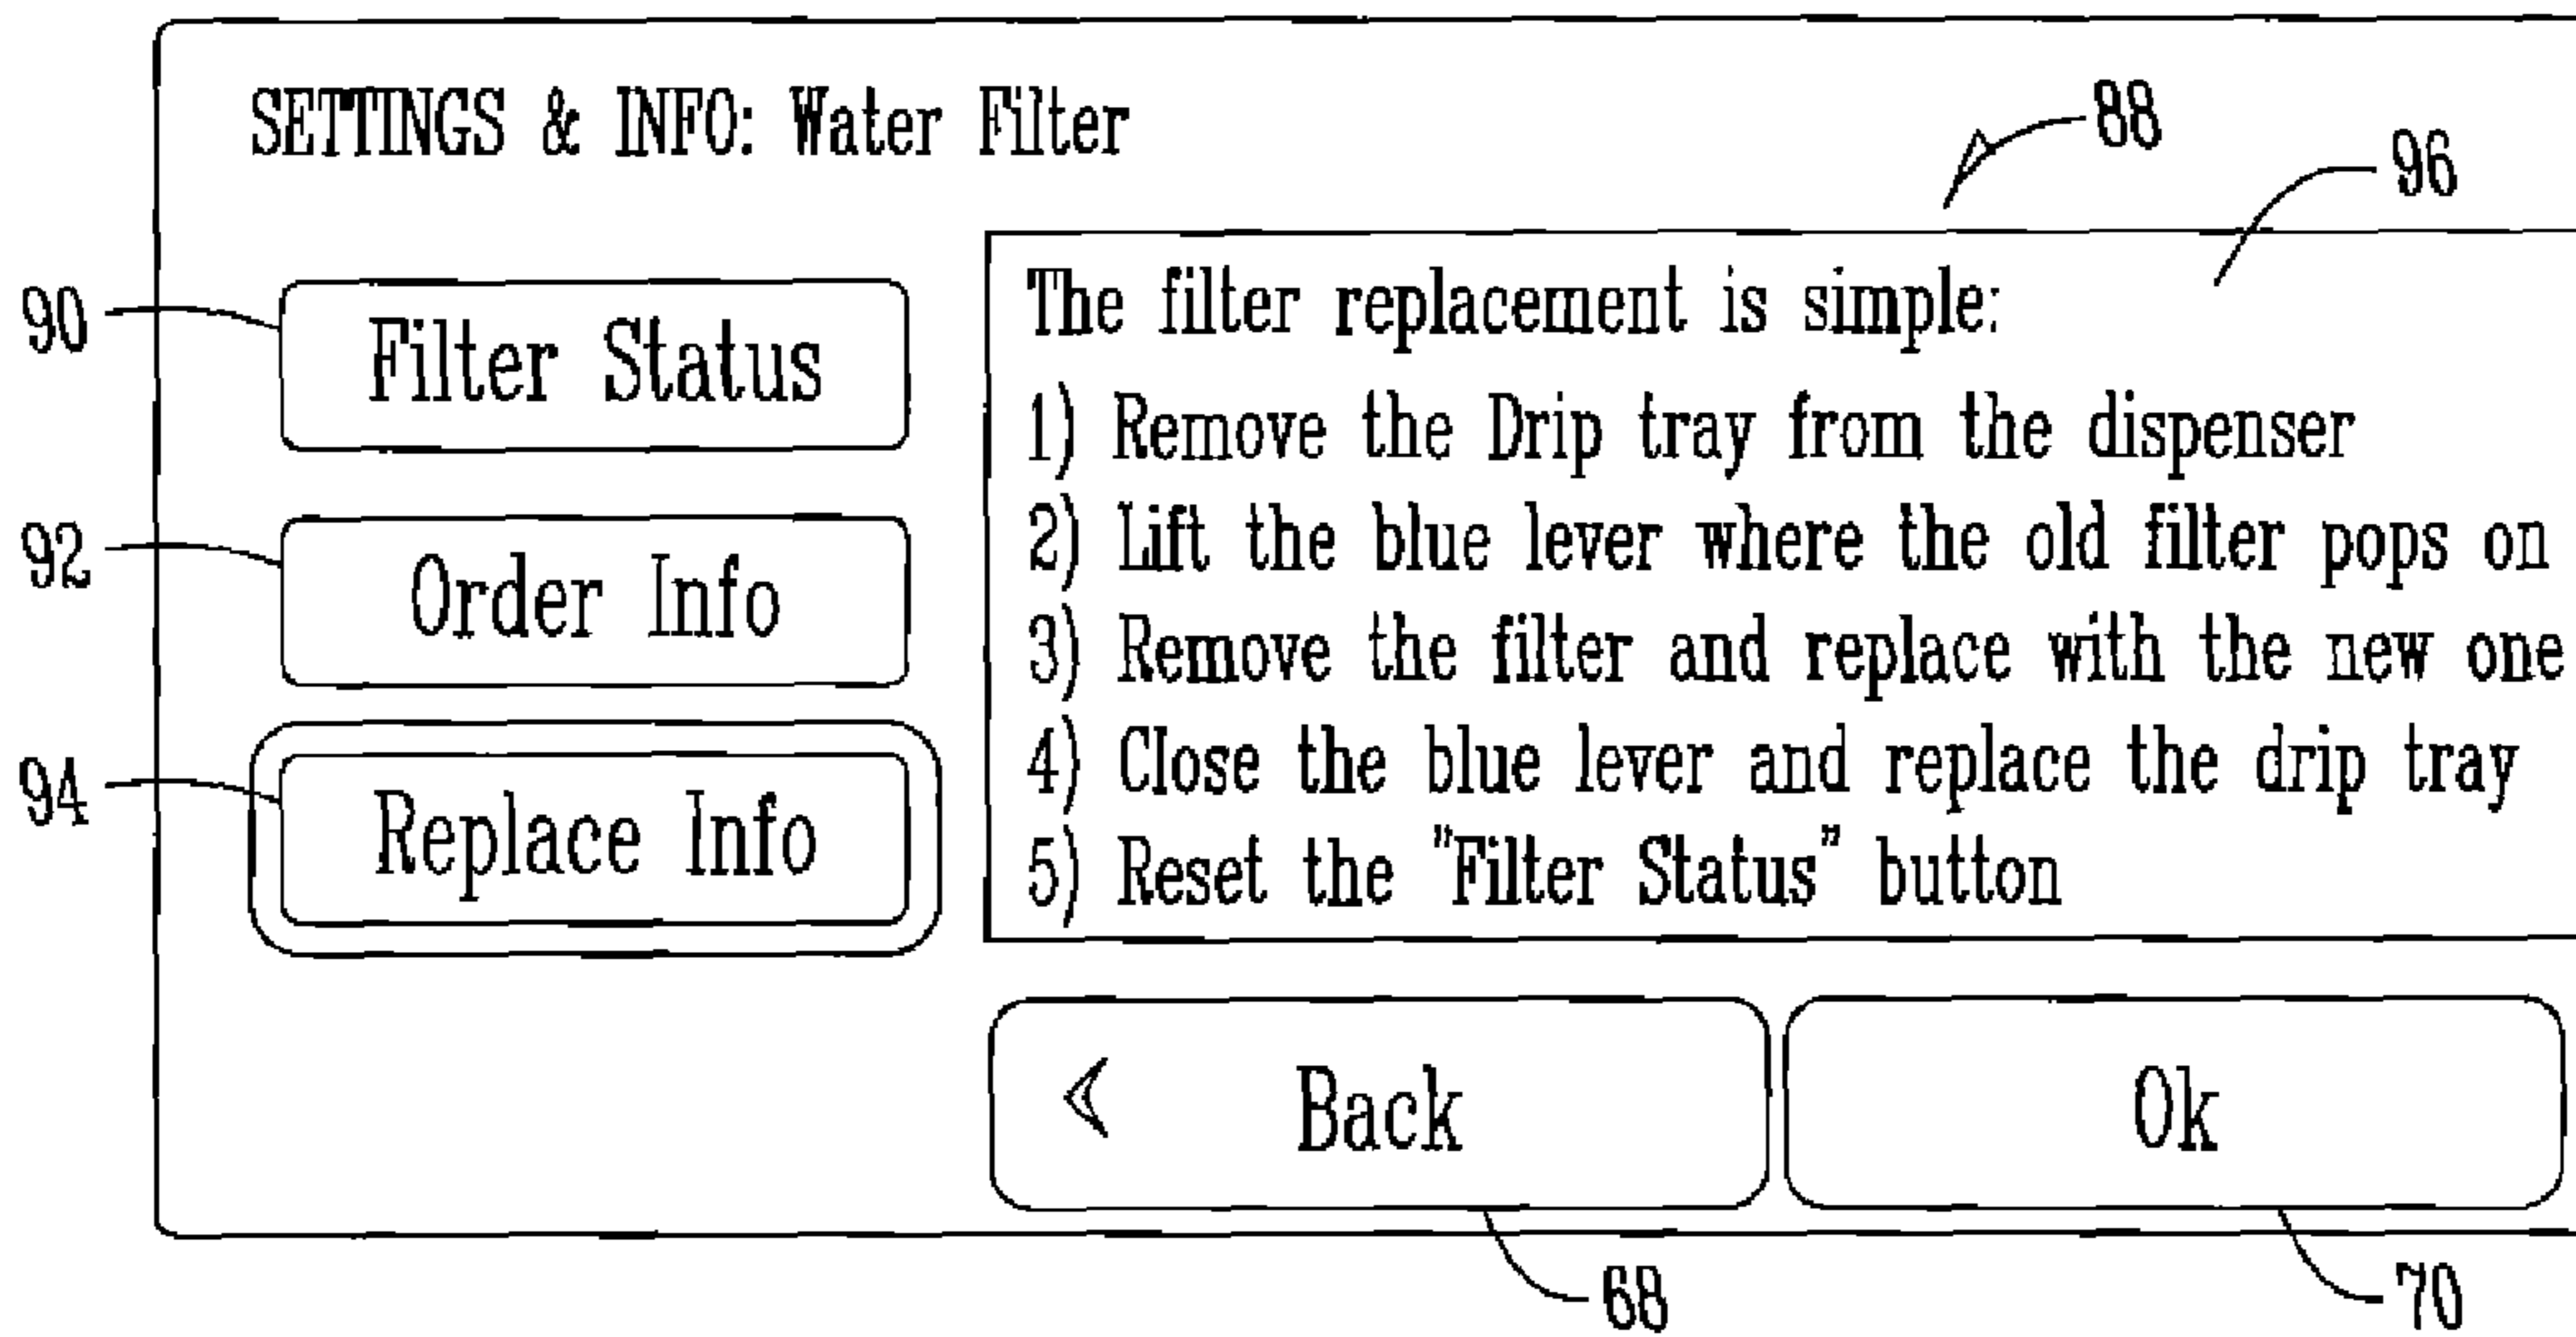 SETTINGS & INFO: Water Filter
88
96
90
Filter Status
92
Order Info
94
Replace Info
The filter replacement is simple:
1) Remove the Drip tray from the dispenser
2) Lift the blue lever where the old filter pops on
3) Remove the filter and replace with the new one
4) Close the blue lever and replace the drip tray
5) Reset the "Filter Status" button
< Back
Ok
68
70